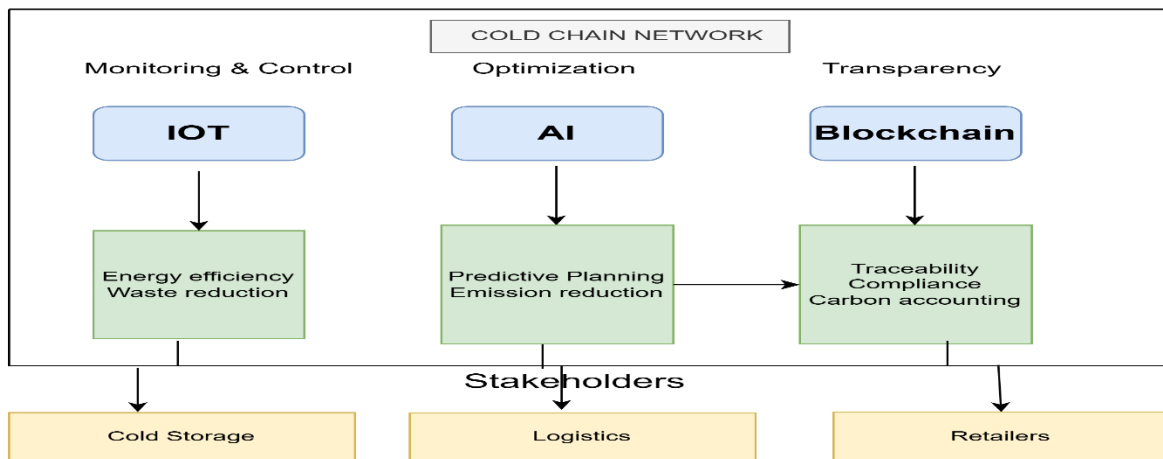 COLD CHAIN NETWORK
Monitoring & Control
Optimization
Transparency
IOT
AI
Blockchain
Energy efficiency
Waste reduction
Predictive Planning
Emission reduction
Traceability
Compliance
Carbon accounting
Stakeholders
Cold Storage
Logistics
Retailers